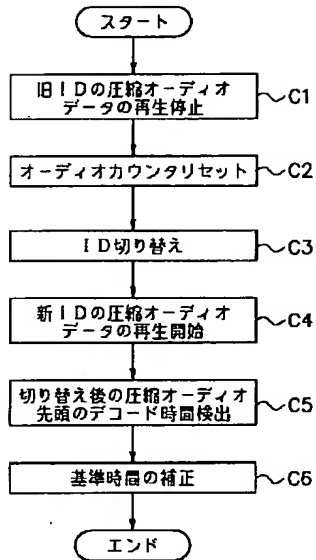 スタート
旧IDの圧縮オーディオ
データの再生停止
C1
オーディオカウンタリセット
C2
ID切り替え
C3
新IDの圧縮オーディオ
データの再生開始
C4
切り替え後の圧縮オーディオ
先頭のデコード時間検出
C5
基準時間の補正
C6
エンド